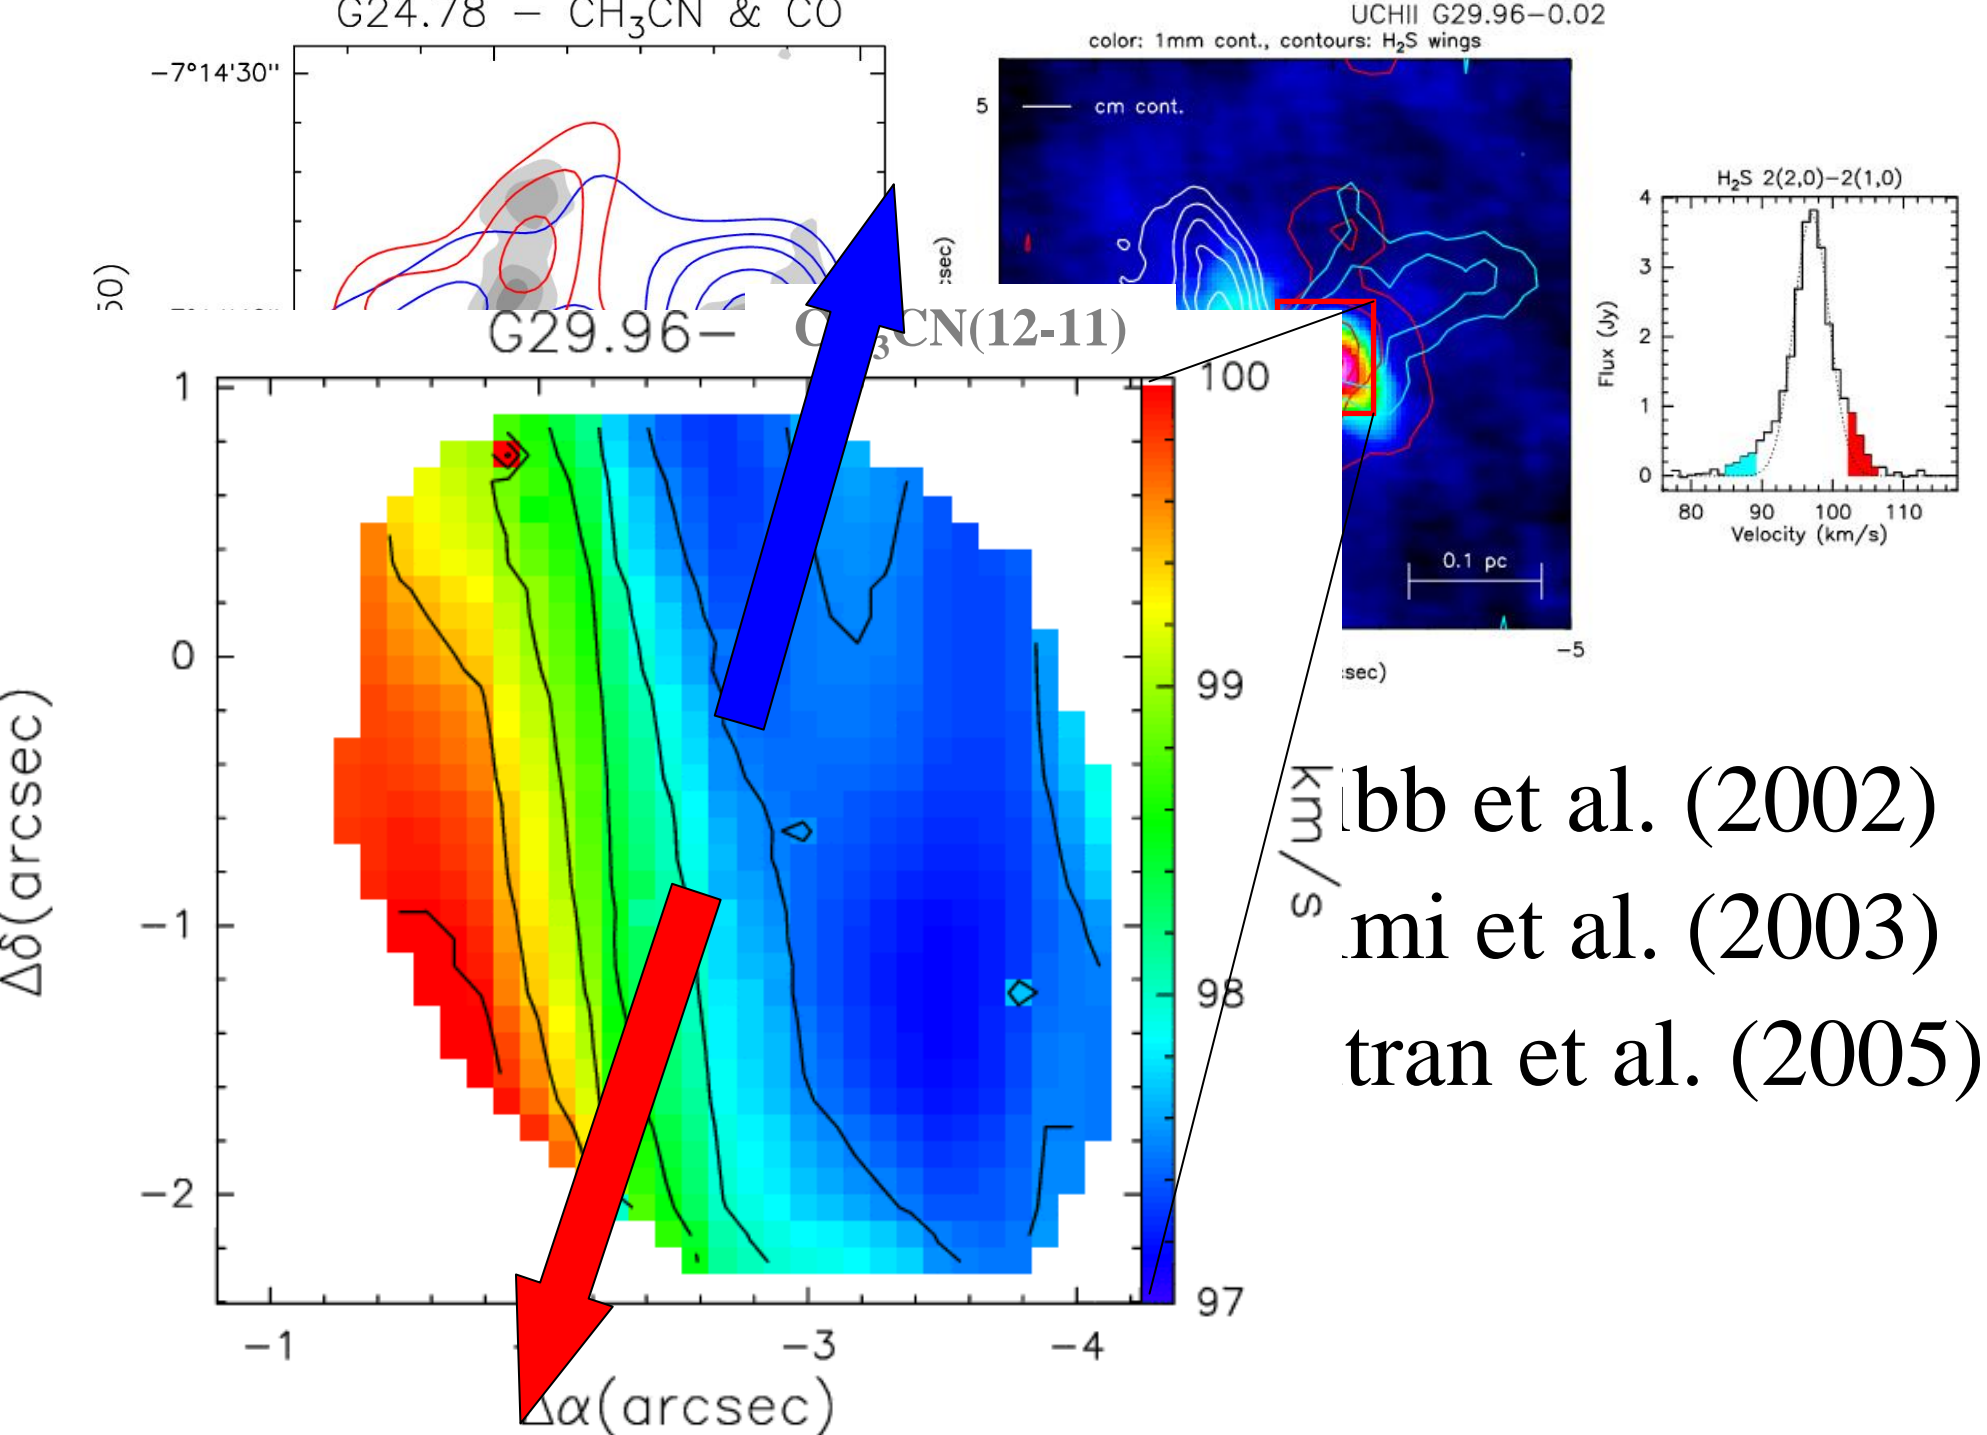 G24.78 − CH₃CN & CO
−7°14'30"
50)
UCHII G29.96−0.02
color: 1mm cont., contours: H₂S wings
5
cm cont.
csec)
0.1 pc
−5
sec)
H₂S 2(2,0)−2(1,0)
4
3
2
1
0
Flux (Jy)
80 90 100 110
Velocity (km/s)
G29.96−
CN(12-11)
1
0
−1
−2
Δδ(arcsec)
−1 −3 −4
Δα(arcsec)
100
99
98
97
km/s
ibb et al. (2002)
mi et al. (2003)
tran et al. (2005)